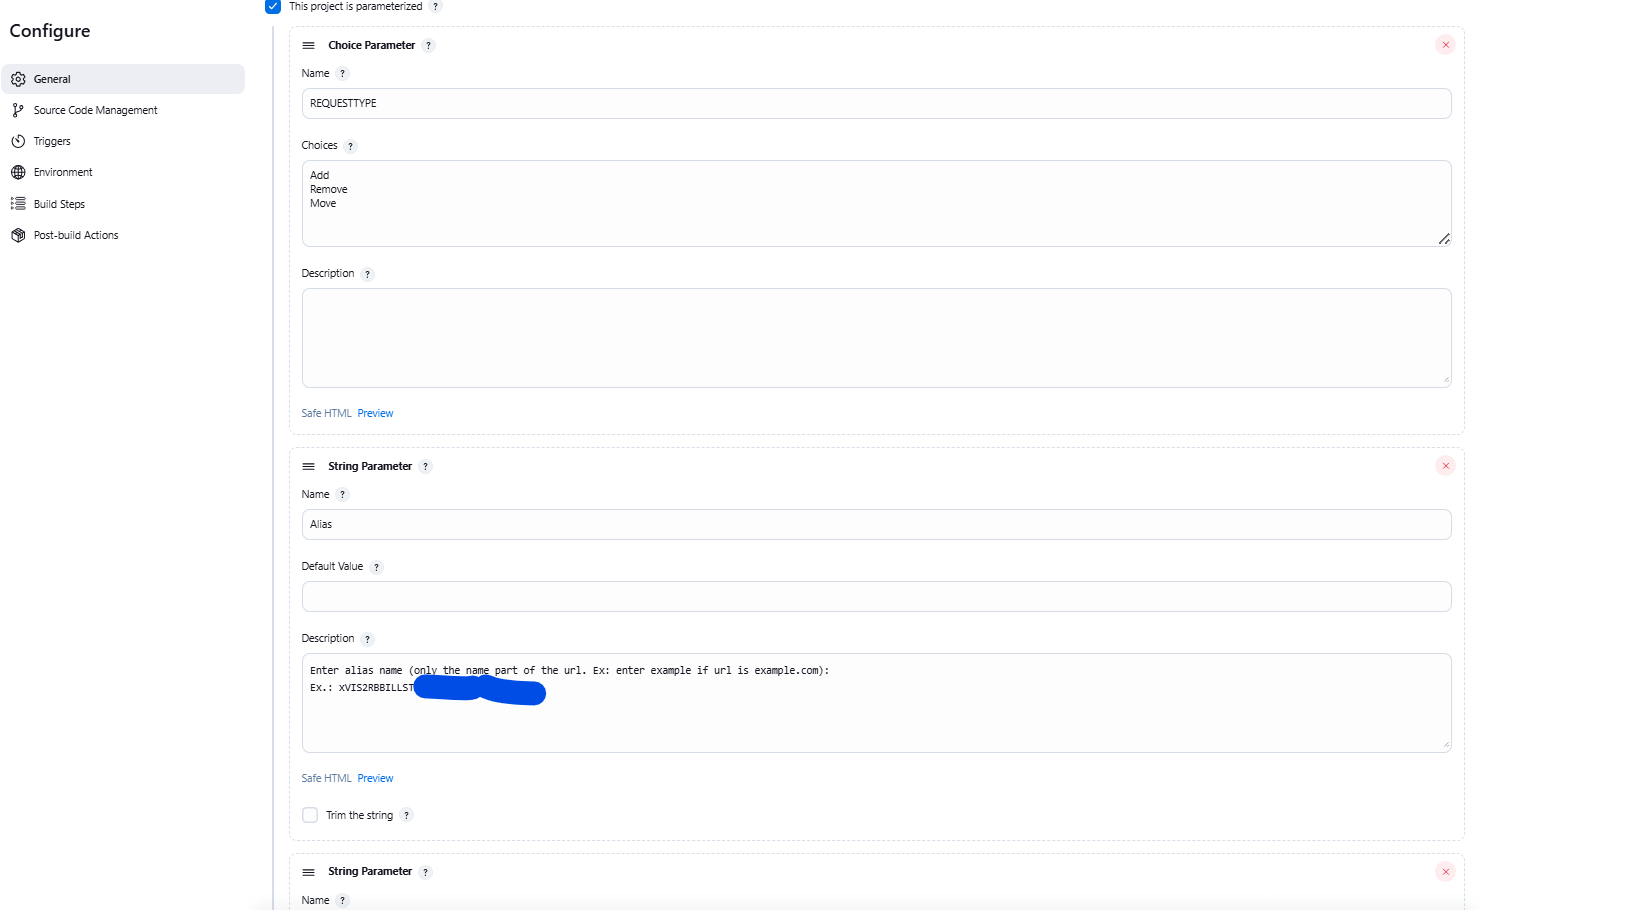 This project is parameterized ?
Configure
General
Source Code Management
Triggers
Environment
Build Steps
Post-build Actions
Choice Parameter ?
Name ?
REQUESTTYPE
Choices ?
Add
Remove
Move
Description ?
Safe HTML Preview
String Parameter ?
Name ?
Alias
Default Value ?
Description ?
Enter alias name (only the name part of the url. Ex: enter example if url is example.com):
Ex.: xVIS2RBBILLST
Safe HTML Preview
Trim the string ?
String Parameter ?
Name ?